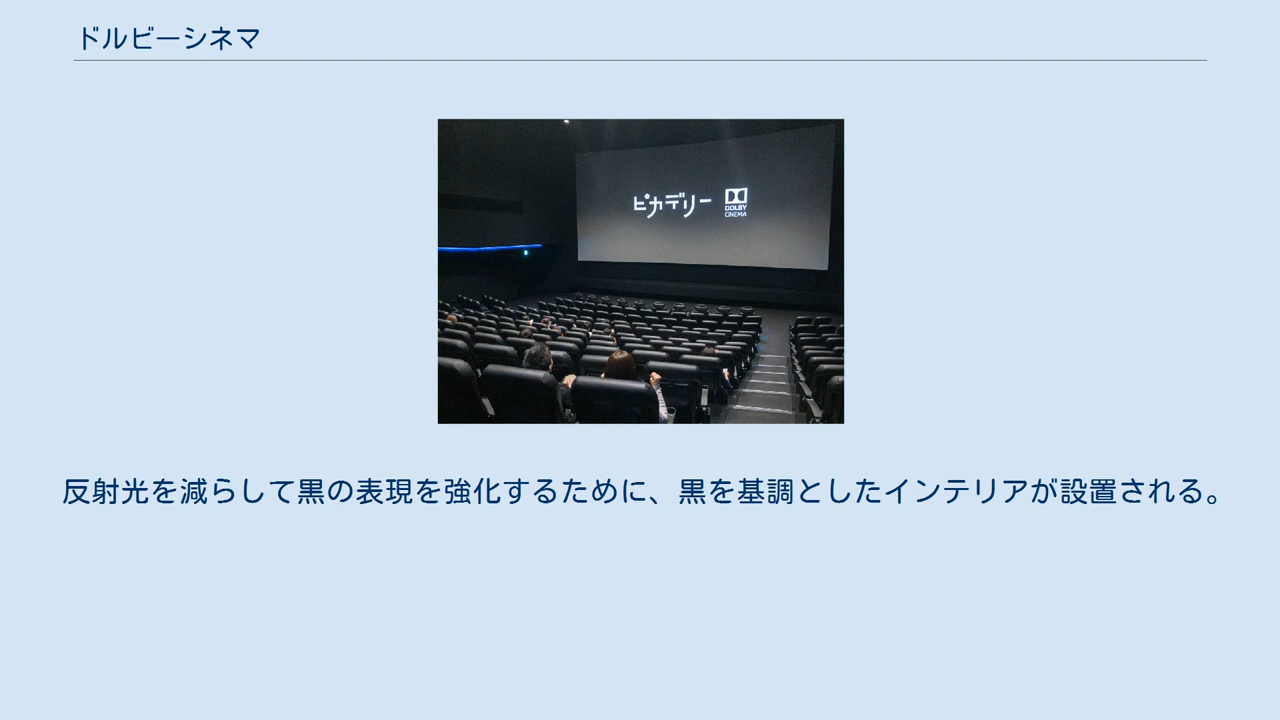 ドルビーシネマ
ピカデリー
DOLBY
CINEMA
反射光を減らして黒の表現を強化するために、黒を基調としたインテリアが設置される。